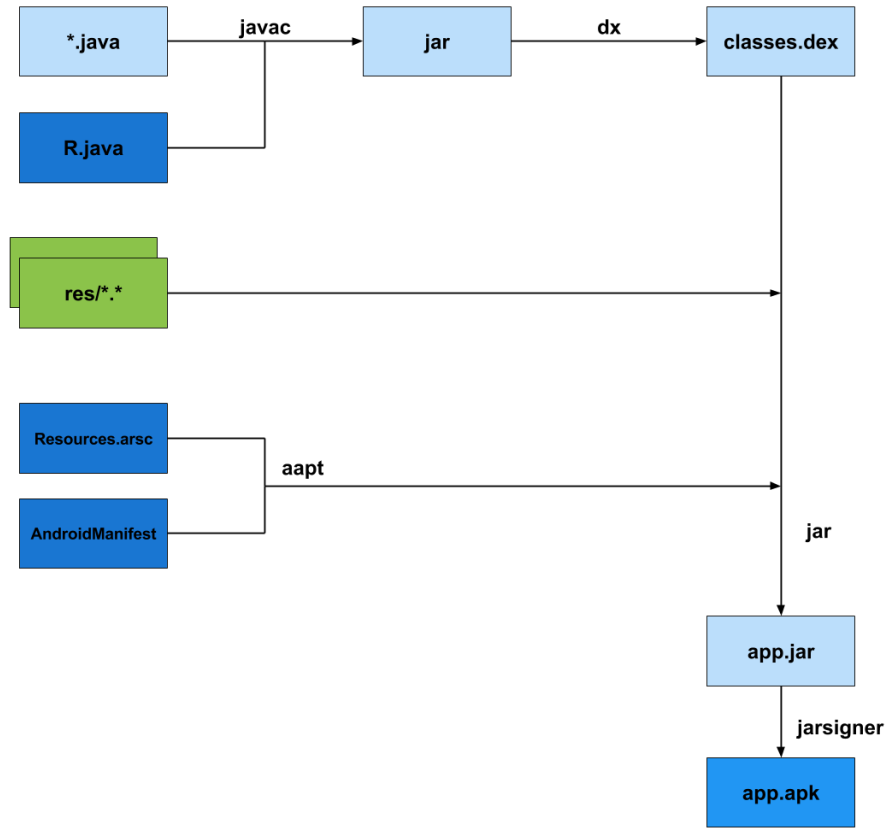 *.java
javac
jar
dx
classes.dex
R.java
res/*.*
Resources.arsc
aapt
AndroidManifest
jar
app.jar
jarsigner
app.apk